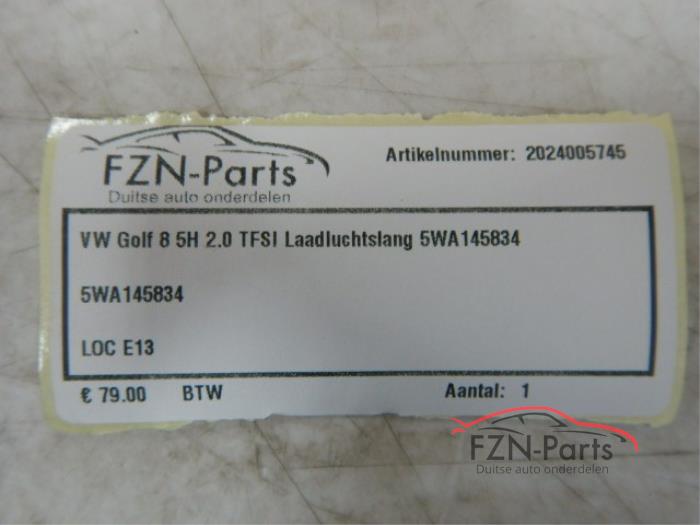 FZN-Parts
Duitse auto onderdelen
Artikelnummer: 2024005745
VW Golf 8 5H 2.0 TFSI Laadluchtslang 5WA145834
5WA145834
LOC E13
€ 79.00 BTW Aantal: 1
FZN-Parts
Duitse auto onderdelen